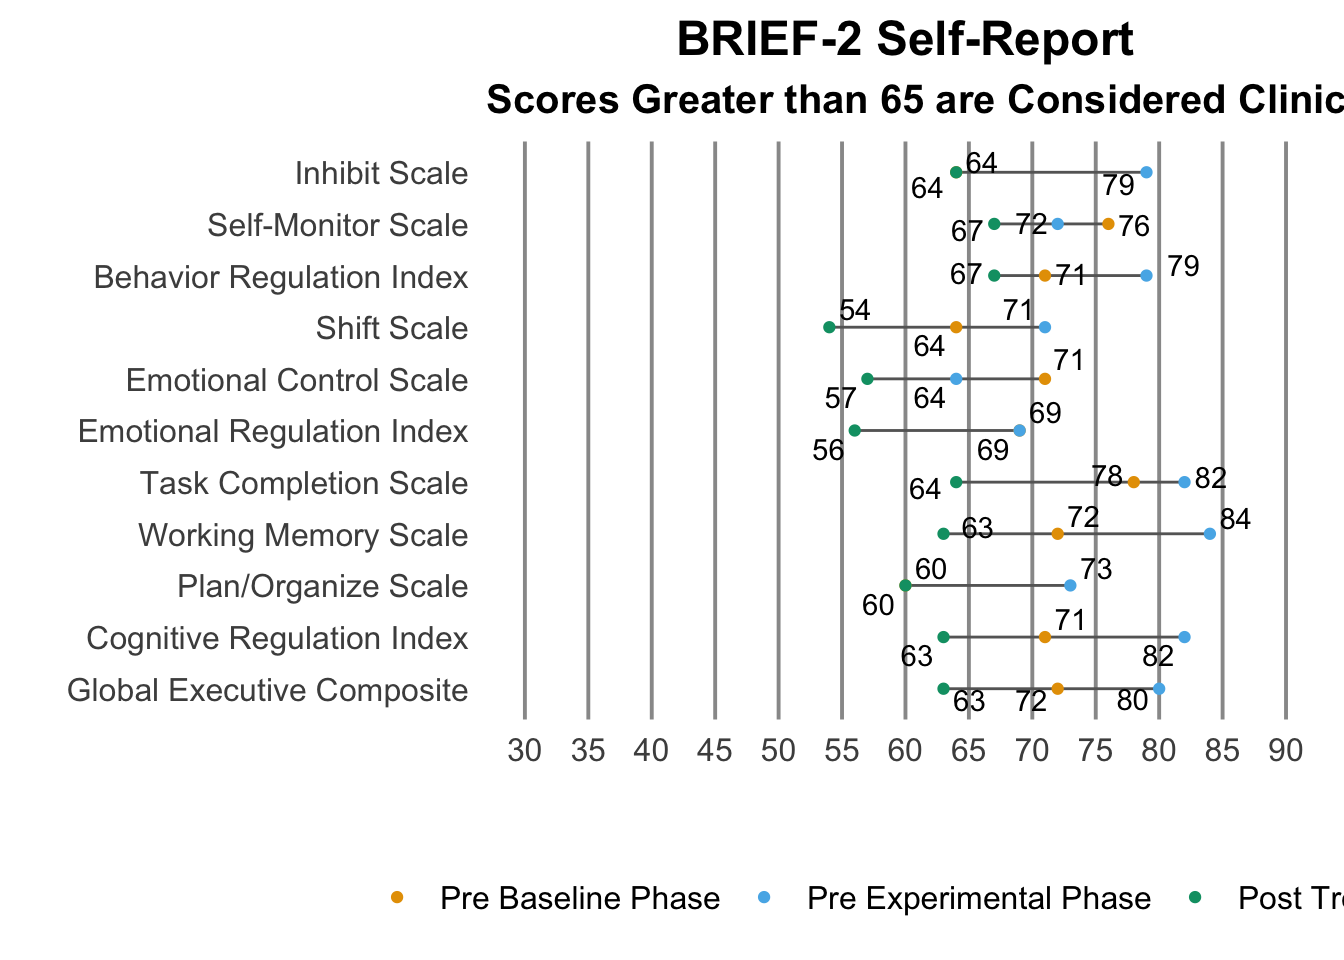 BRIEF-2 Self-Report
Scores Greater than 65 are Considered
Inhibit Scale 64 64 79
Self-Monitor Scale 67 72 76
Behavior Regulation Index 67 71 79
Shift Scale 54 64 71
Emotional Control Scale 57 64 71
Emotional Regulation Index 56 69 69
Task Completion Scale 64 78 82
Working Memory Scale 63 72 84
Plan/Organize Scale 60 60 73
Cognitive Regulation Index 63 71 82
Global Executive Composite 63 72 80
30 35 40 45 50 55 60 65 70 75 80 85 90
Pre Baseline Phase Pre Experimental Phase Post